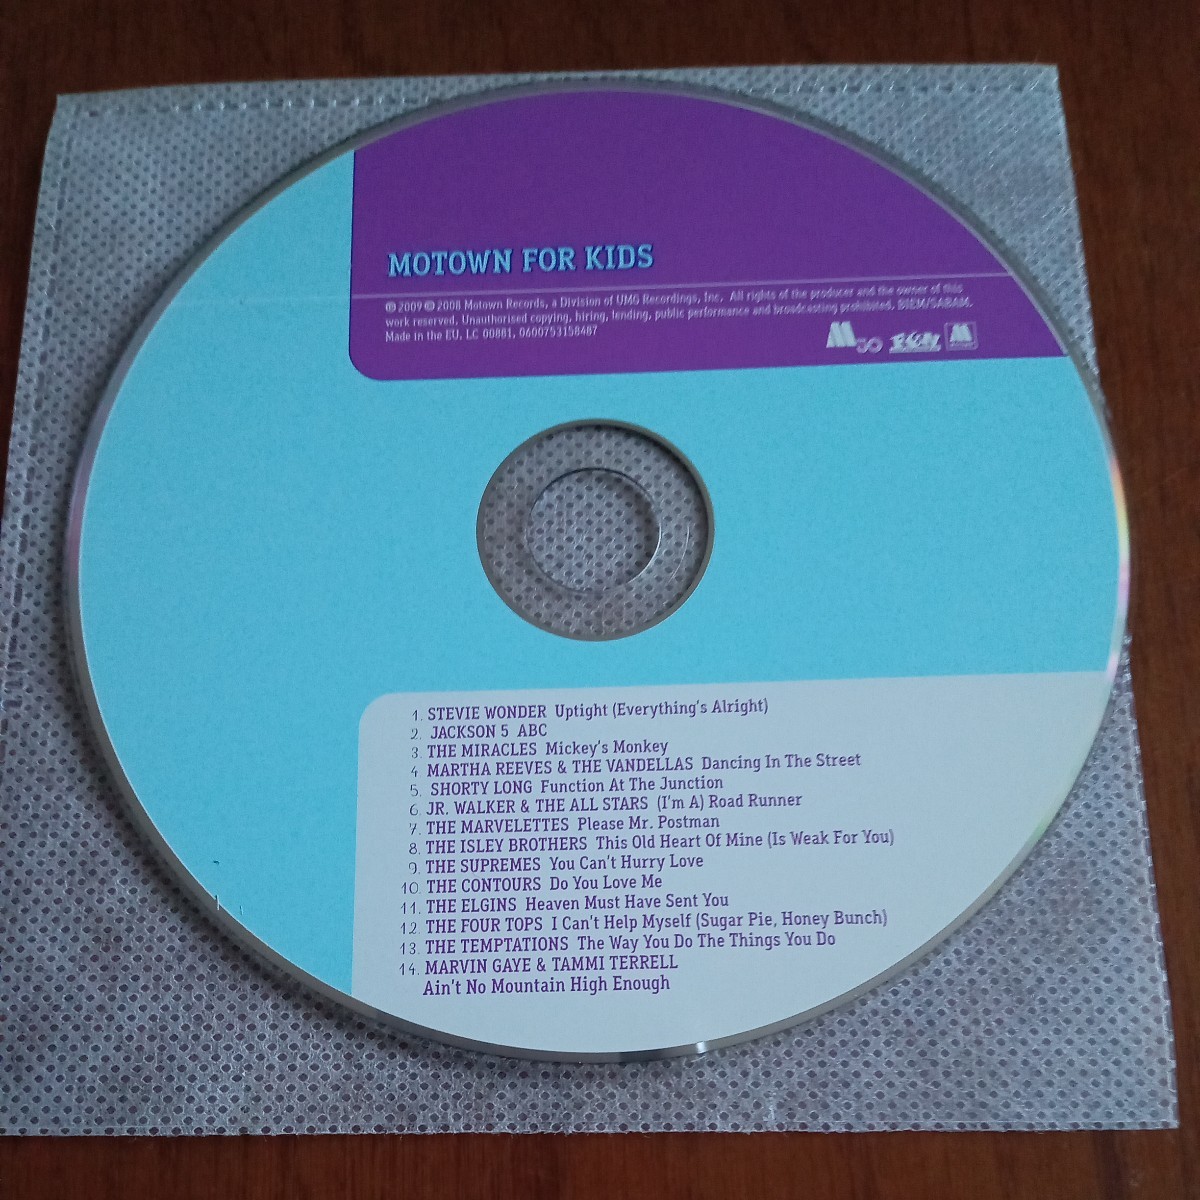 MOTOWN FOR KIDS
℗ 2009 © 2008 Motown Records, a Division of UMG Recordings, Inc. All rights of the producer and the owner of this
work reserved. Unauthorised copying, hiring, lending, public performance and broadcasting prohibited. BIEM/SABAM.
Made in the EU. LC 00881. 0600753158487
1. STEVIE WONDER Uptight (Everything's Alright)
2. JACKSON 5 ABC
3. THE MIRACLES Mickey's Monkey
4 MARTHA REEVES & THE VANDELLAS Dancing In The Street
5. SHORTY LONG Function At The Junction
6. JR. WALKER & THE ALL STARS (I'm A) Road Runner
7. THE MARVELETTES Please Mr. Postman
8. THE ISLEY BROTHERS This Old Heart Of Mine (Is Weak For You)
9. THE SUPREMES You Can't Hurry Love
10. THE CONTOURS Do You Love Me
11. THE ELGINS Heaven Must Have Sent You
12. THE FOUR TOPS I Can't Help Myself (Sugar Pie, Honey Bunch)
13. THE TEMPTATIONS The Way You Do The Things You Do
14. MARVIN GAYE & TAMMI TERRELL
Ain't No Mountain High Enough